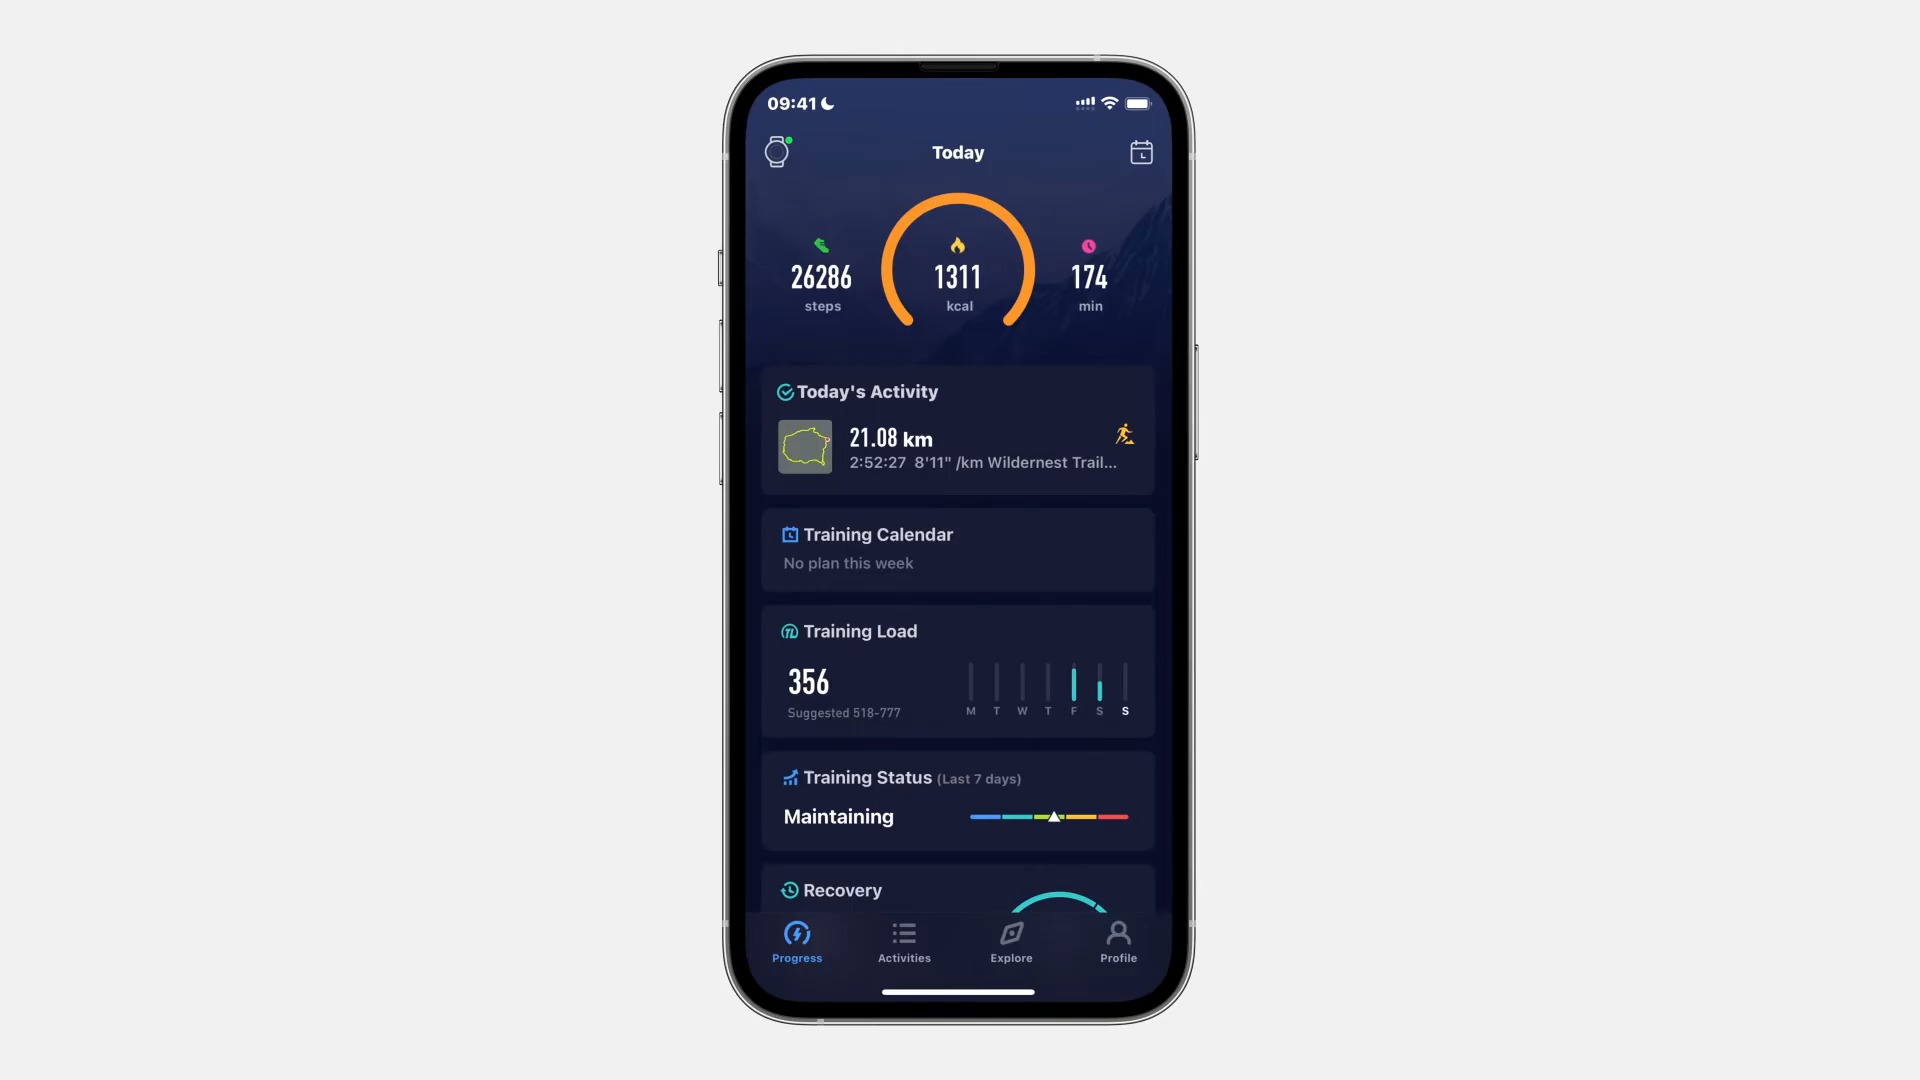 09:41
Today
26286
steps
1311
kcal
174
min
Today's Activity
21.08 km
2:52:27 8'11" /km Wildernest Trail...
Training Calendar
No plan this week
TL Training Load
356
Suggested 518-777
M T W T F S S
Training Status (Last 7 days)
Maintaining
Recovery
Progress
Activities
Explore
Profile